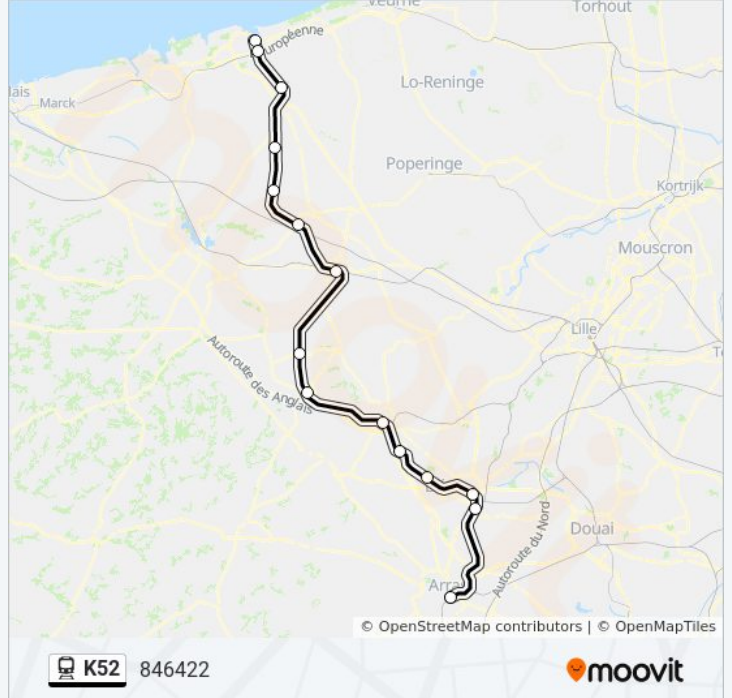 Veurne
Torhout
Européenne
Lo-Reninge
Marck
Poperinge
Kortrijk
Mouscron
Lille
Autoroute des Anglais
Autoroute du Nord
Douai
© OpenStreetMap contributors | © OpenMapTiles
K52 846422
moovit